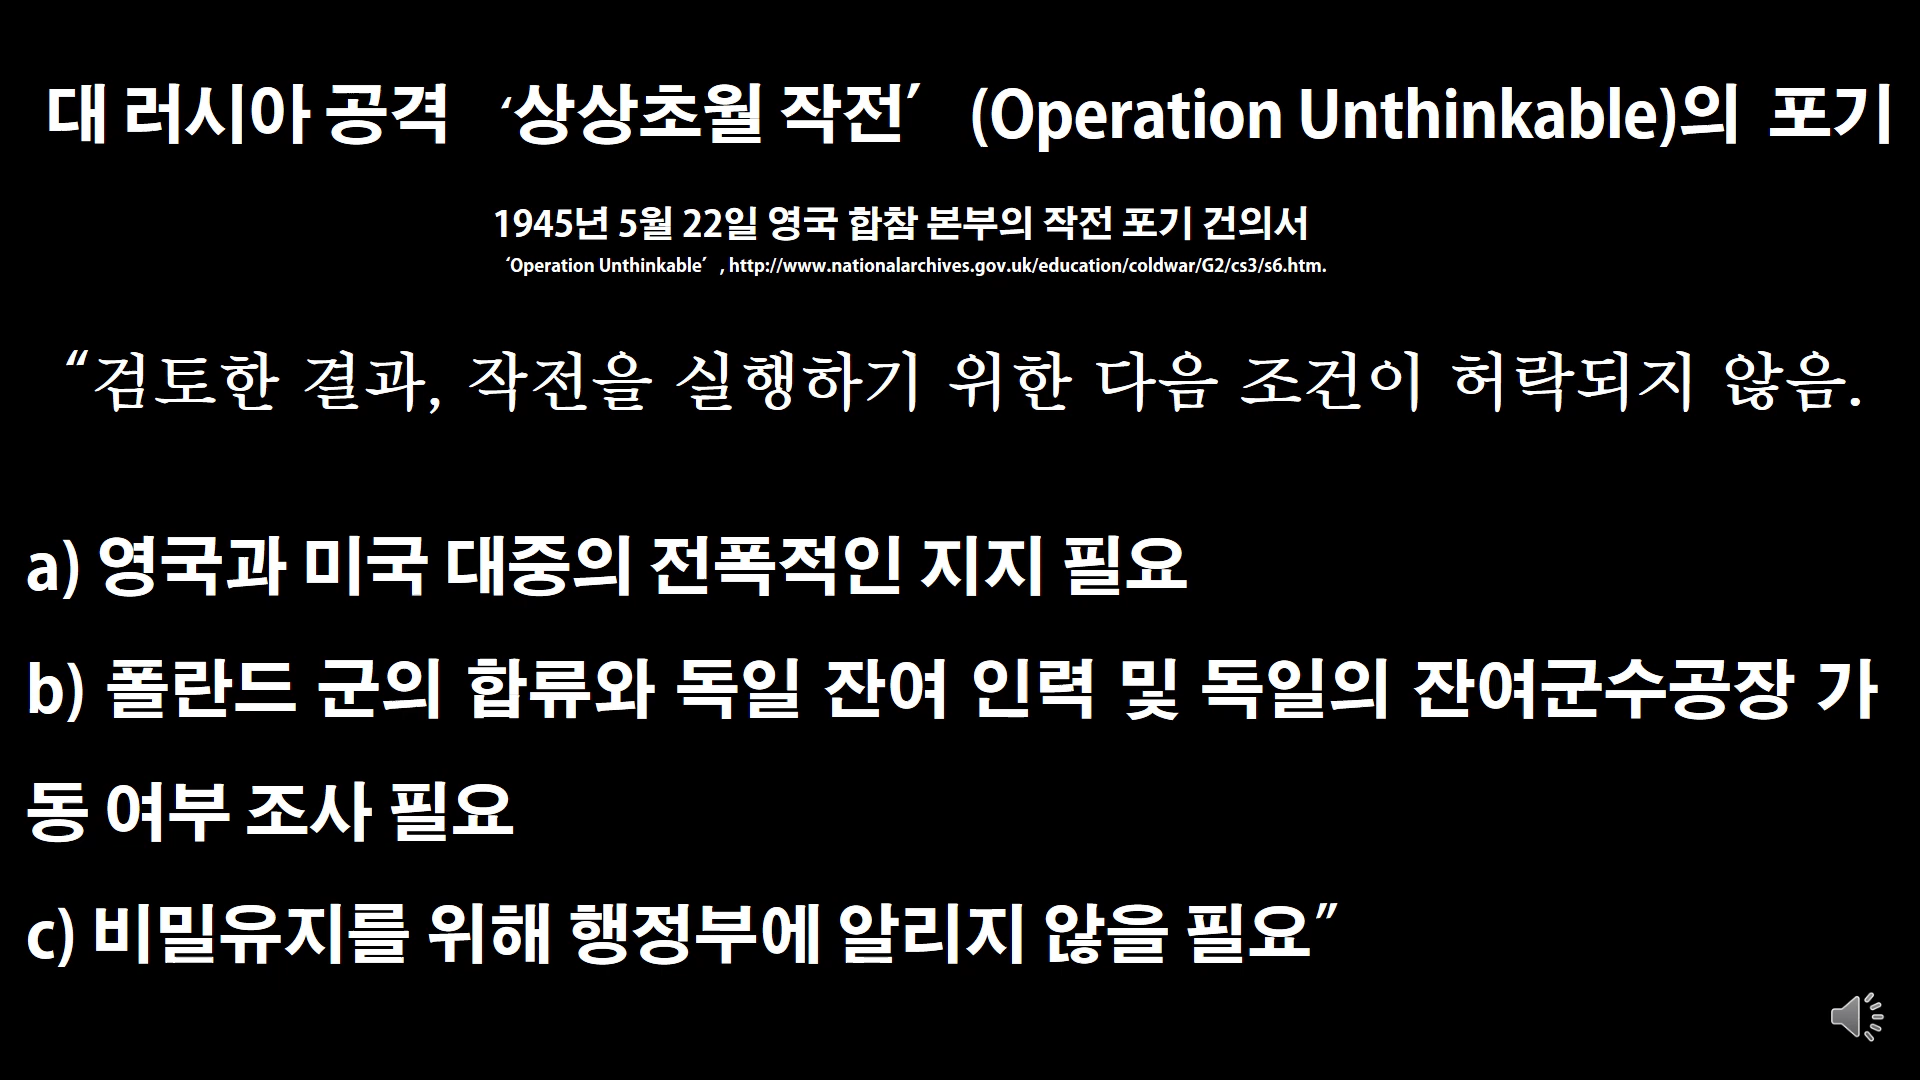 대 러시아 공격 ‘상상초월 작전’ (Operation Unthinkable)의 포기
1945년 5월 22일 영국 합참 본부의 작전 포기 건의서
‘Operation Unthinkable’ , http://www.nationalarchives.gov.uk/education/coldwar/G2/cs3/s6.htm.
“검토한 결과, 작전을 실행하기 위한 다음 조건이 허락되지 않음.
a) 영국과 미국 대중의 전폭적인 지지 필요
b) 폴란드 군의 합류와 독일 잔여 인력 및 독일의 잔여군수공장 가
동 여부 조사 필요
c) 비밀유지를 위해 행정부에 알리지 않을 필요”